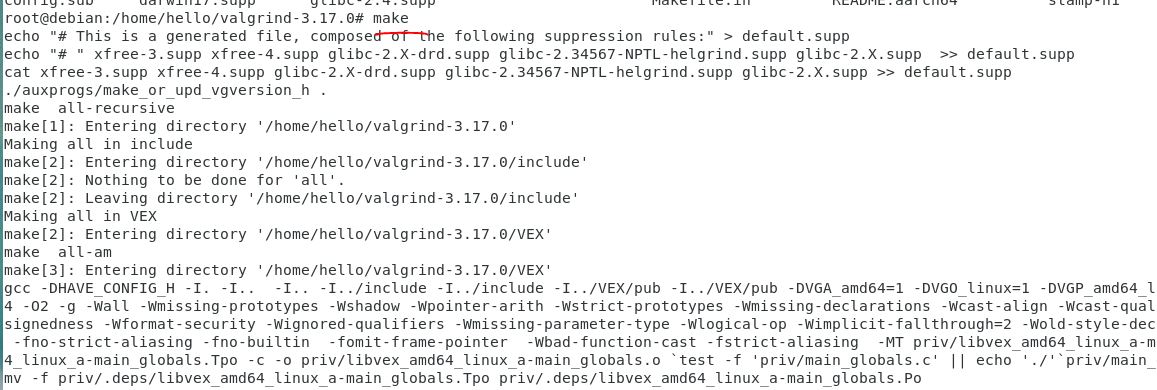 config.sub darwin17.supp glibc-2.4.supp Makefile.in README.aarch64 stamp-h1
root@debian:/home/hello/valgrind-3.17.0# make
echo "# This is a generated file, composed of the following suppression rules:" > default.supp
echo "# " xfree-3.supp xfree-4.supp glibc-2.X-drd.supp glibc-2.34567-NPTL-helgrind.supp glibc-2.X.supp  >> default.supp
cat xfree-3.supp xfree-4.supp glibc-2.X-drd.supp glibc-2.34567-NPTL-helgrind.supp glibc-2.X.supp >> default.supp
./auxprogs/make_or_upd_vgversion_h .
make  all-recursive
make[1]: Entering directory '/home/hello/valgrind-3.17.0'
Making all in include
make[2]: Entering directory '/home/hello/valgrind-3.17.0/include'
make[2]: Nothing to be done for 'all'.
make[2]: Leaving directory '/home/hello/valgrind-3.17.0/include'
Making all in VEX
make[2]: Entering directory '/home/hello/valgrind-3.17.0/VEX'
make  all-am
make[3]: Entering directory '/home/hello/valgrind-3.17.0/VEX'
gcc -DHAVE_CONFIG_H -I. -I..  -I.. -I../include -I../include -I../VEX/pub -I../VEX/pub -DVGA_amd64=1 -DVGO_linux=1 -DVGP_amd64_l
4 -O2 -g -Wall -Wmissing-prototypes -Wshadow -Wpointer-arith -Wstrict-prototypes -Wmissing-declarations -Wcast-align -Wcast-qual
signedness -Wformat-security -Wignored-qualifiers -Wmissing-parameter-type -Wlogical-op -Wimplicit-fallthrough=2 -Wold-style-dec
-fno-strict-aliasing -fno-builtin  -fomit-frame-pointer  -Wbad-function-cast -fstrict-aliasing  -MT priv/libvex_amd64_linux_a-m
4_linux_a-main_globals.Tpo -c -o priv/libvex_amd64_linux_a-main_globals.o `test -f 'priv/main_globals.c' || echo './'`priv/main_
mv -f priv/.deps/libvex_amd64_linux_a-main_globals.Tpo priv/.deps/libvex_amd64_linux_a-main_globals.Po